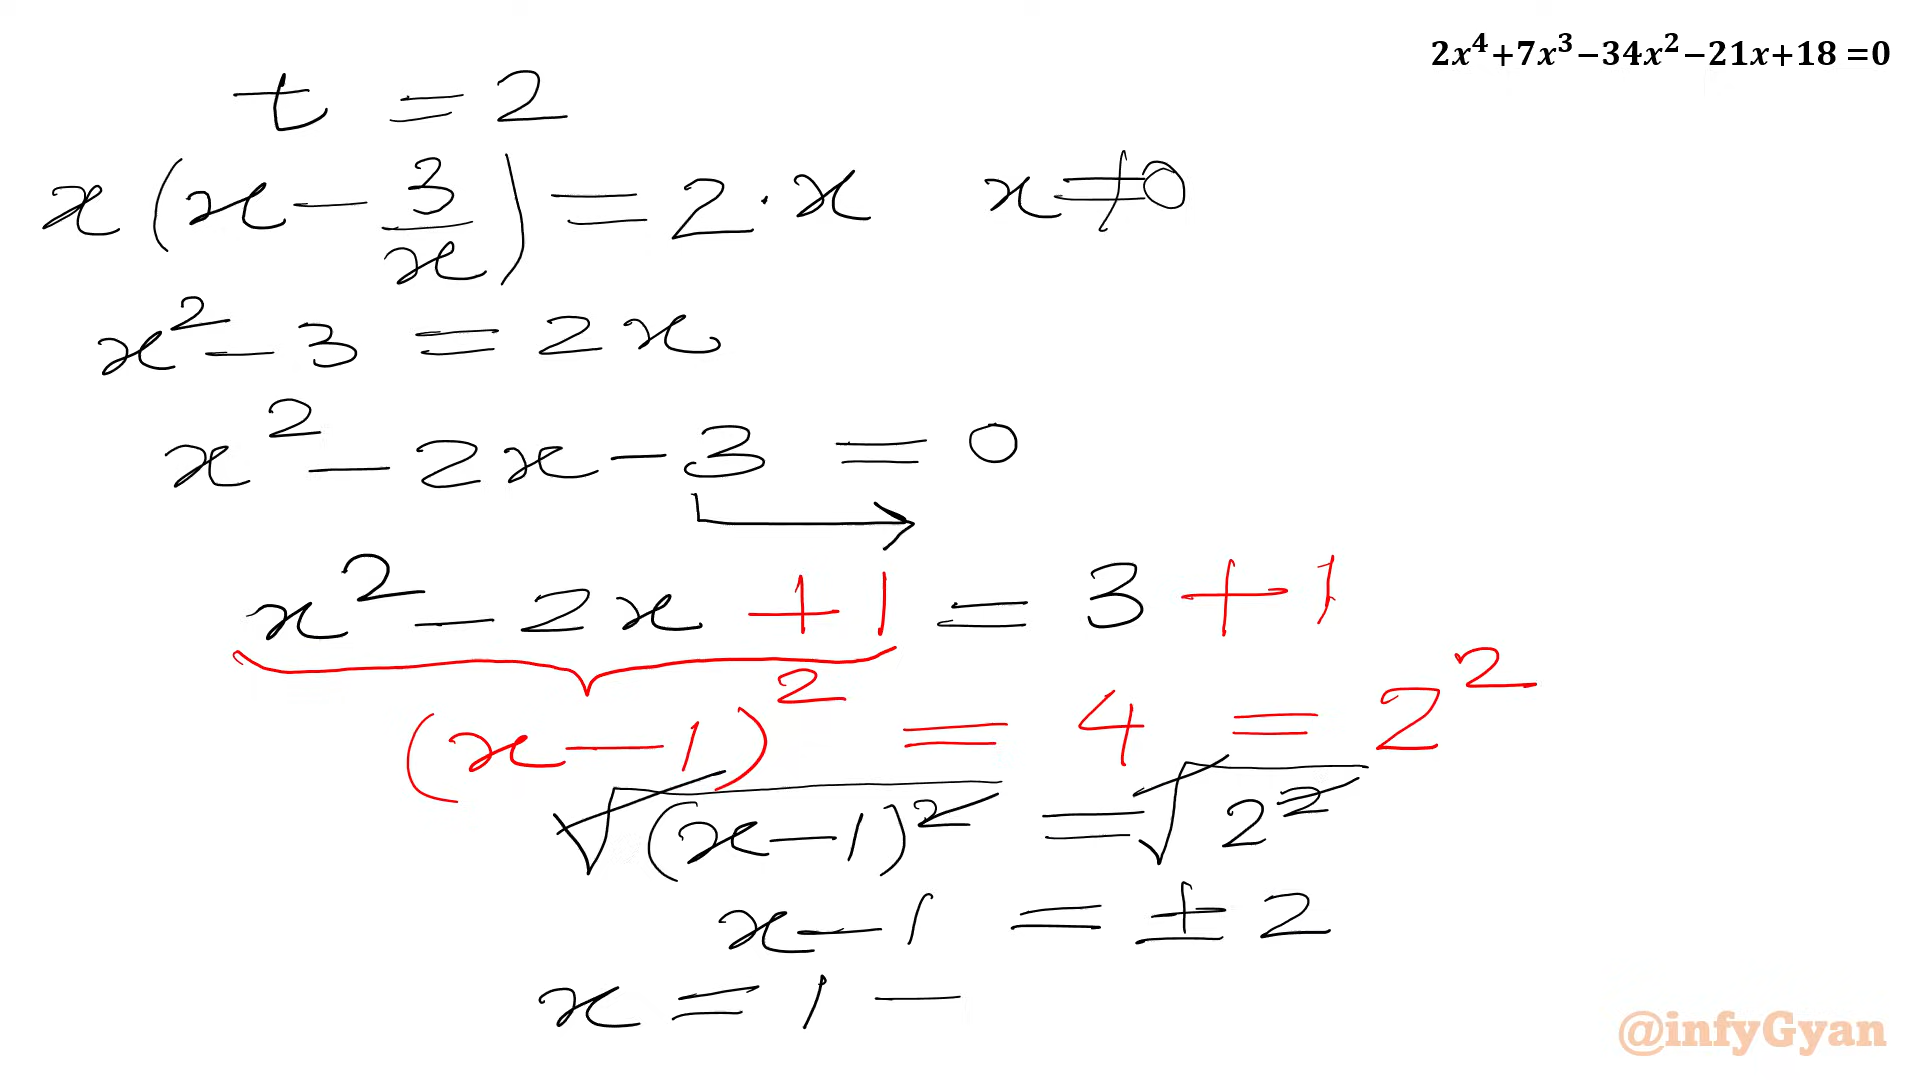 2x⁴+7x³−34x²−21x+18 =0
t = 2
x(x − 3/x) = 2·x    x≠0
x² − 3 = 2x
x² − 2x − 3 = 0
x² − 2x + 1 = 3 + 1
(x − 1)² = 4 = 2²
√(x−1)² = √2²
x − 1 = ± 2
x = 1 −
@infyGyan